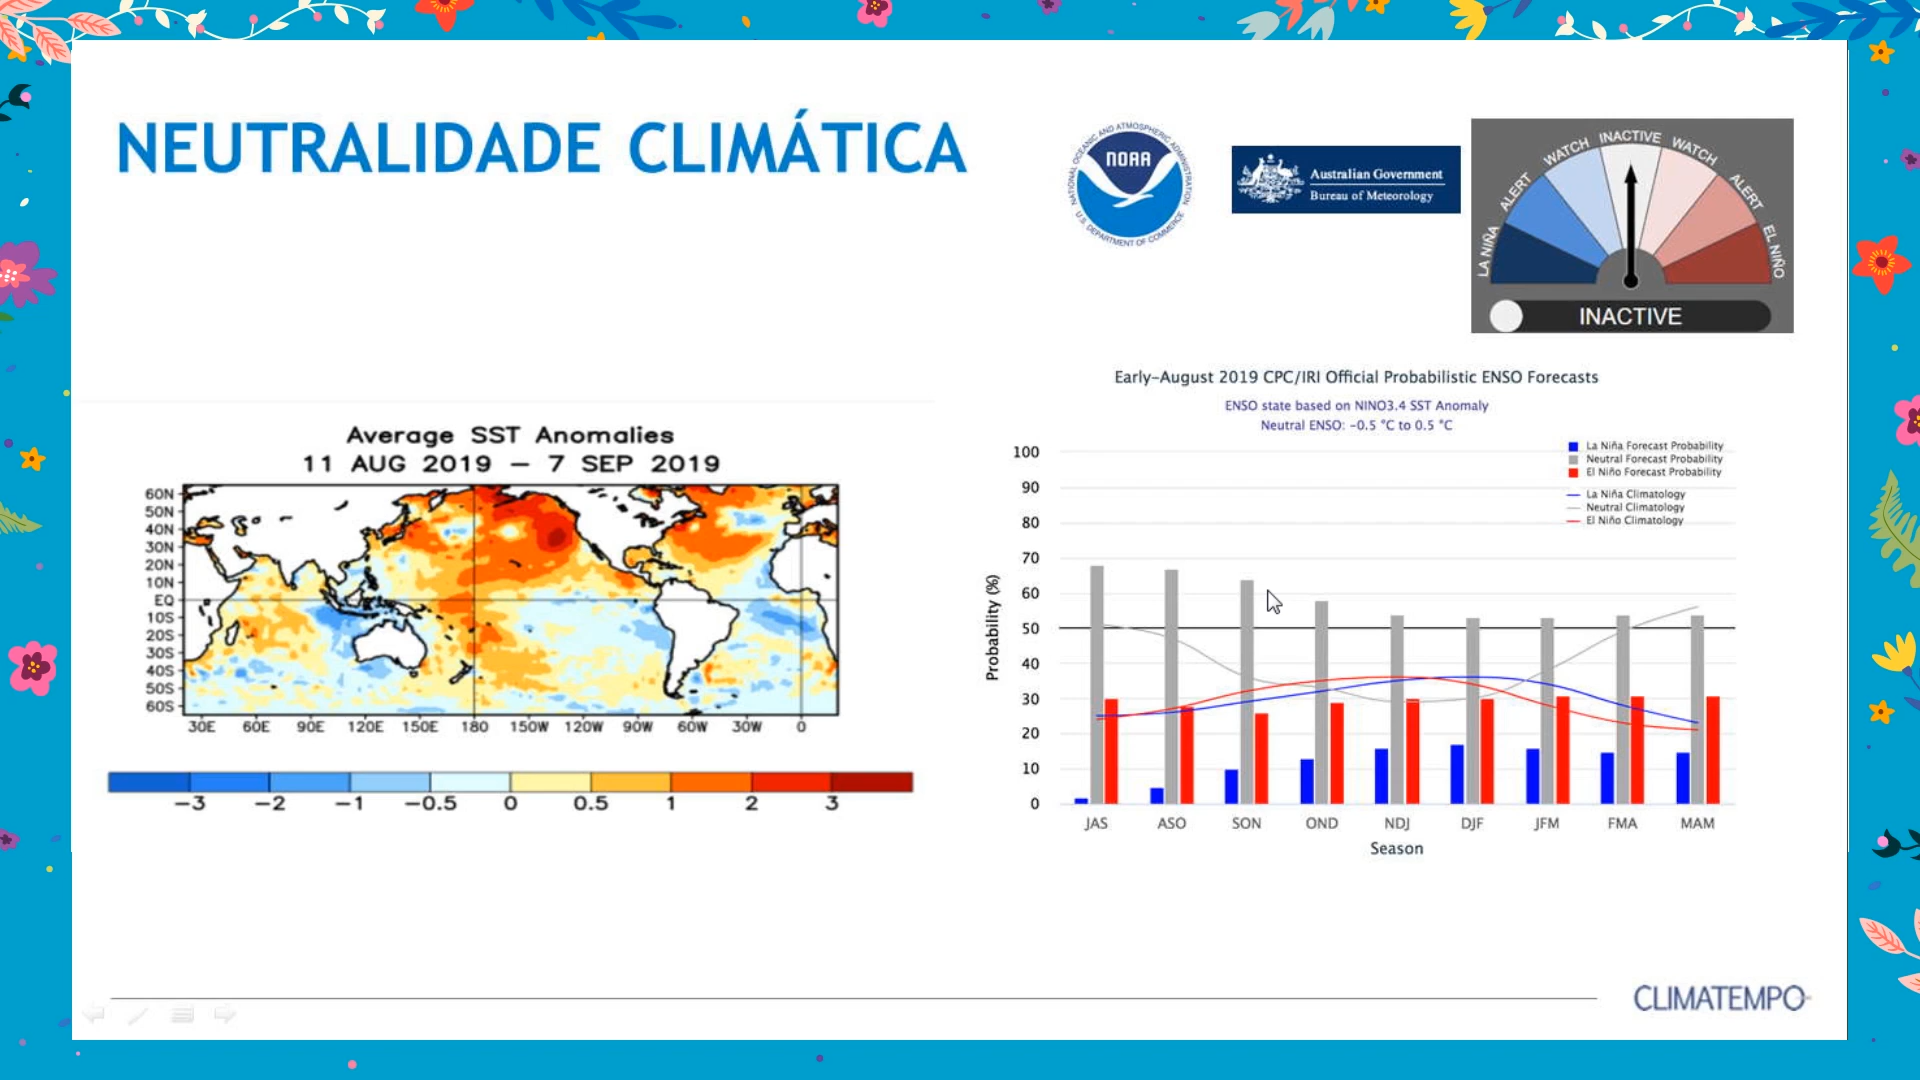 NEUTRALIDADE CLIMÁTICA
NATIONAL OCEANIC AND ATMOSPHERIC ADMINISTRATION
NOAA
U.S. DEPARTMENT OF COMMERCE
Australian Government
Bureau of Meteorology
LA NIÑA ALERT WATCH INACTIVE WATCH ALERT EL NIÑO
INACTIVE
Average SST Anomalies
11 AUG 2019 – 7 SEP 2019
60N
50N
40N
30N
20N
10N
EQ
10S
20S
30S
40S
50S
60S
30E 60E 90E 120E 150E 180 150W 120W 90W 60W 30W 0
−3 −2 −1 −0.5 0 0.5 1 2 3
Early-August 2019 CPC/IRI Official Probabilistic ENSO Forecasts
ENSO state based on NINO3.4 SST Anomaly
Neutral ENSO: -0.5 °C to 0.5 °C
La Niña Forecast Probability
Neutral Forecast Probability
El Niño Forecast Probability
La Niña Climatology
Neutral Climatology
El Niño Climatology
Probability (%)
100
90
80
70
60
50
40
30
20
10
0
JAS ASO SON OND NDJ DJF JFM FMA MAM
Season
CLIMATEMPO